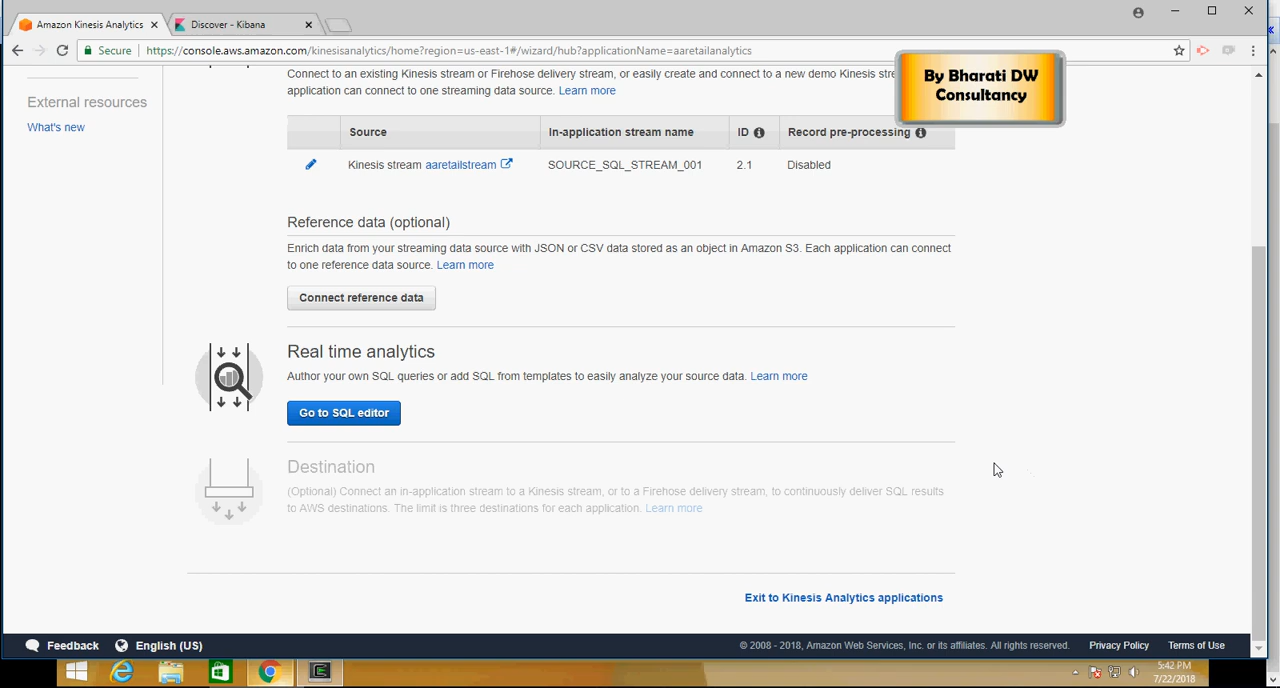 Amazon Kinesis Analytics
Discover - Kibana
Secure
https://console.aws.amazon.com/kinesisanalytics/home?region=us-east-1#/wizard/hub?applicationName=aaretailanalytics
By Bharati DW
Consultancy
External resources
What's new
Connect to an existing Kinesis stream or Firehose delivery stream, or easily create and connect to a new demo Kinesis
application can connect to one streaming data source. Learn more
Source
In-application stream name
ID
Record pre-processing
Kinesis stream aaretailstream
SOURCE_SQL_STREAM_001
2.1
Disabled
Reference data (optional)
Enrich data from your streaming data source with JSON or CSV data stored as an object in Amazon S3. Each application can connect
to one reference data source. Learn more
Connect reference data
Real time analytics
Author your own SQL queries or add SQL from templates to easily analyze your source data. Learn more
Go to SQL editor
Destination
(Optional) Connect an in-application stream to a Kinesis stream, or to a Firehose delivery stream, to continuously deliver SQL results
to AWS destinations. The limit is three destinations for each application. Learn more
Exit to Kinesis Analytics applications
Feedback
English (US)
© 2008 - 2018, Amazon Web Services, Inc. or its affiliates. All rights reserved.
Privacy Policy
Terms of Use
5:42 PM
7/22/2018